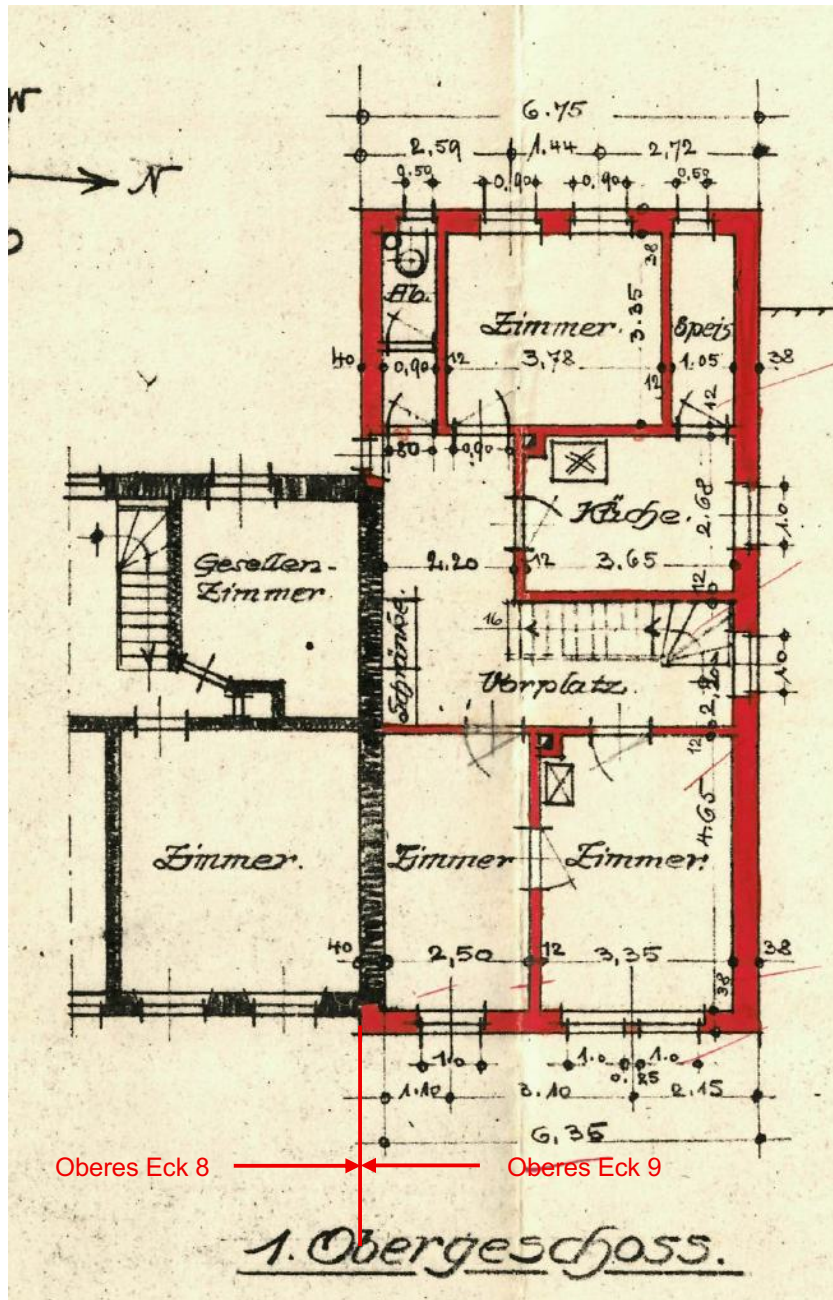 6.75
2,59 1.44 2,72
N
0.50 0.90 0.90 0.50
38
Ab.
Zimmer.
3.35
Speis
40 0,90 12 3.78 12 1.05 38
12
80 0.90
Küche.
2.68
1.0
Gesellen-
Zimmer
2.20 12 3.65
12
Schränke.
16
1.0
Vorplatz.
2,20
12
4.65
Zimmer.
Zimmer
Zimmer.
40 2,50 12 3,35 38
38
1.0 1.0 1.0
0.25
1.10 3.10 2.15
6,35
Oberes Eck 8
Oberes Eck 9
1. Obergeschoss.